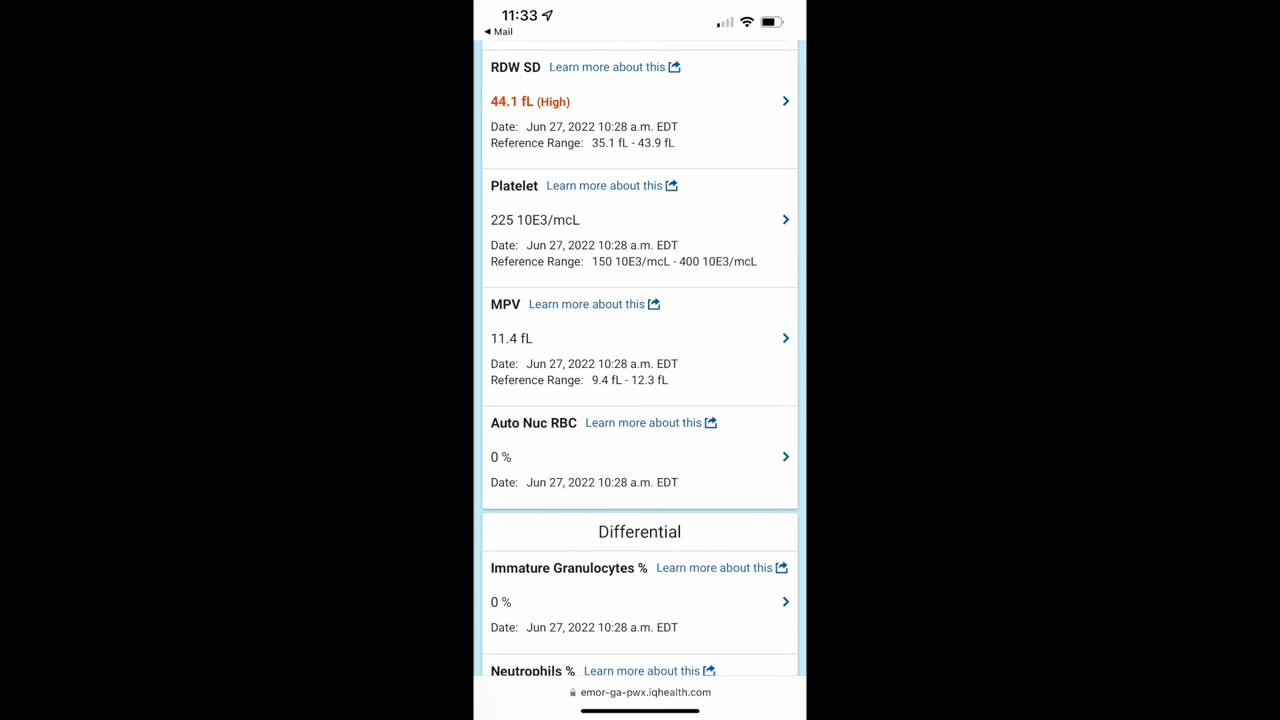 11:33
◄ Mail
RDW SD Learn more about this
44.1 fL (High)
Date: Jun 27, 2022 10:28 a.m. EDT
Reference Range: 35.1 fL - 43.9 fL
Platelet Learn more about this
225 10E3/mcL
Date: Jun 27, 2022 10:28 a.m. EDT
Reference Range: 150 10E3/mcL - 400 10E3/mcL
MPV Learn more about this
11.4 fL
Date: Jun 27, 2022 10:28 a.m. EDT
Reference Range: 9.4 fL - 12.3 fL
Auto Nuc RBC Learn more about this
0 %
Date: Jun 27, 2022 10:28 a.m. EDT
Differential
Immature Granulocytes % Learn more about this
0 %
Date: Jun 27, 2022 10:28 a.m. EDT
Neutrophils % Learn more about this
emor-ga-pwx.iqhealth.com